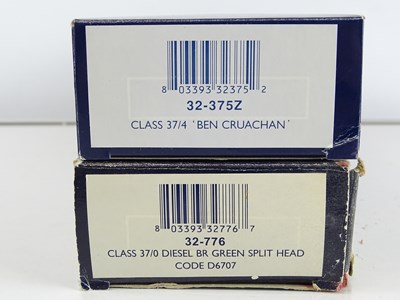 8 03393 32375 2
32-375Z
CLASS 37/4 'BEN CRUACHAN'
8 03393 32776 7
32-776
CLASS 37/0 DIESEL BR GREEN SPLIT HEAD
CODE D6707